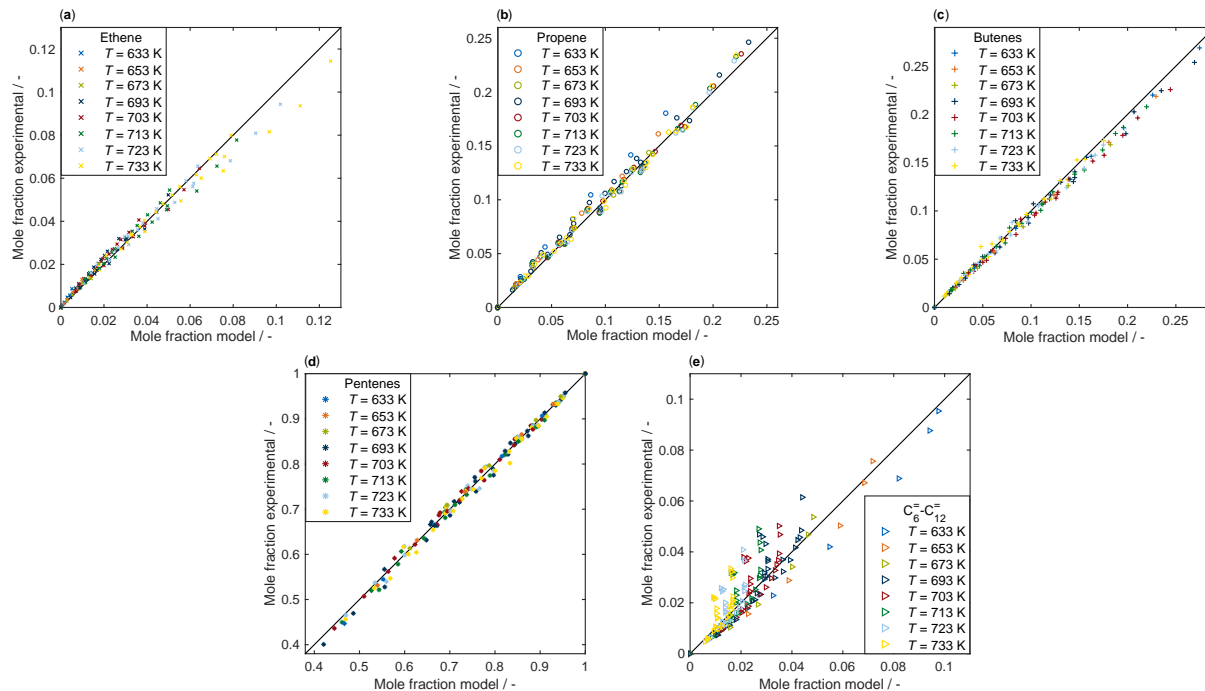 (a)
Ethene
T = 633 K
T = 653 K
T = 673 K
T = 693 K
T = 703 K
T = 713 K
T = 723 K
T = 733 K
0.12
0.1
0.08
0.06
0.04
0.02
0
0 0.02 0.04 0.06 0.08 0.1 0.12
Mole fraction experimental / -
Mole fraction model / -
(b)
Propene
T = 633 K
T = 653 K
T = 673 K
T = 693 K
T = 703 K
T = 713 K
T = 723 K
T = 733 K
0.25
0.2
0.15
0.1
0.05
0
0 0.05 0.1 0.15 0.2 0.25
Mole fraction experimental / -
Mole fraction model / -
(c)
Butenes
T = 633 K
T = 653 K
T = 673 K
T = 693 K
T = 703 K
T = 713 K
T = 723 K
T = 733 K
0.25
0.2
0.15
0.1
0.05
0
0 0.05 0.1 0.15 0.2 0.25
Mole fraction experimental / -
Mole fraction model / -
(d)
Pentenes
T = 633 K
T = 653 K
T = 673 K
T = 693 K
T = 703 K
T = 713 K
T = 723 K
T = 733 K
1
0.9
0.8
0.7
0.6
0.5
0.4
0.4 0.5 0.6 0.7 0.8 0.9 1
Mole fraction experimental / -
Mole fraction model / -
(e)
C₆⁼-C₁₂⁼
T = 633 K
T = 653 K
T = 673 K
T = 693 K
T = 703 K
T = 713 K
T = 723 K
T = 733 K
0.1
0.08
0.06
0.04
0.02
0
0 0.02 0.04 0.06 0.08 0.1
Mole fraction experimental / -
Mole fraction model / -